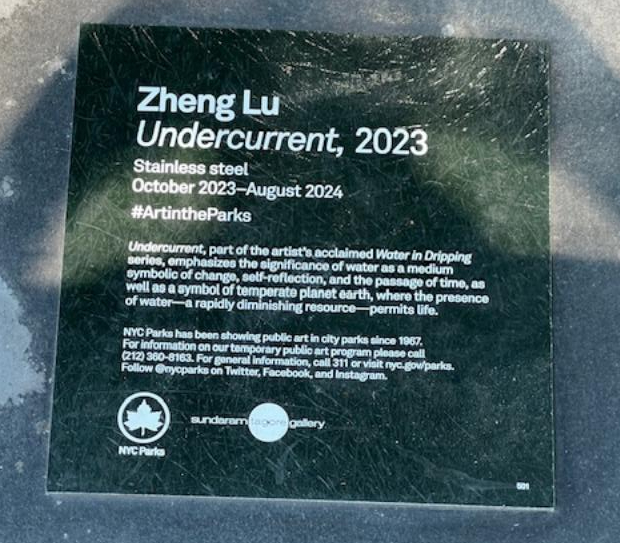 Zheng Lu
Undercurrent, 2023
Stainless steel
October 2023–August 2024
#ArtintheParks
Undercurrent, part of the artist's acclaimed Water in Dripping
series, emphasizes the significance of water as a medium
symbolic of change, self-reflection, and the passage of time, as
well as a symbol of temperate planet earth, where the presence
of water—a rapidly diminishing resource—permits life.
NYC Parks has been showing public art in city parks since 1967.
For information on our temporary public art program please call
(212) 360-8163. For general information, call 311 or visit nyc.gov/parks.
Follow @nycparks on Twitter, Facebook, and Instagram.
sundaram tagore gallery
NYC Parks
501